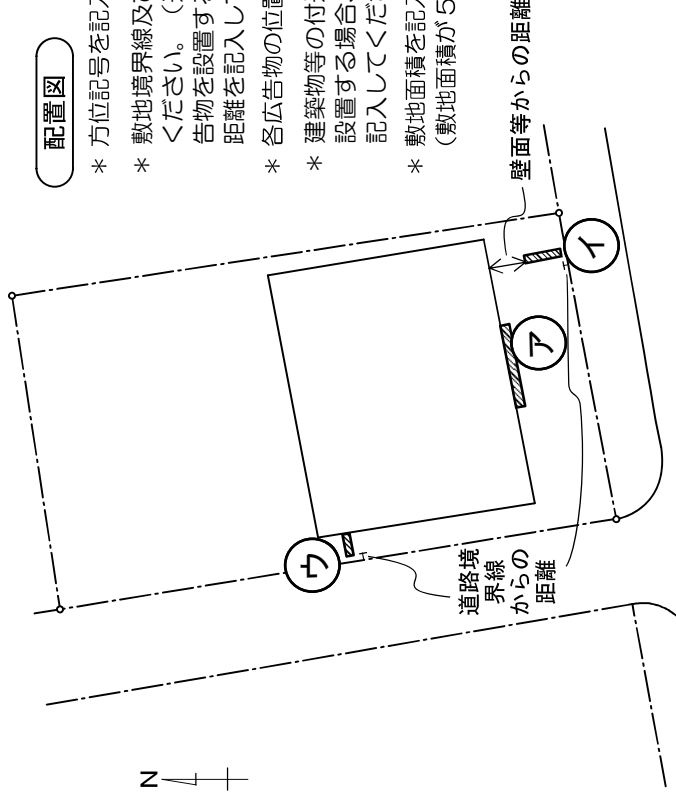 配置図
* 方位記号を記入
* 敷地境界線及び
ください。（
告物を設置する
距離を記入して
* 各広告物の位置
* 建築物等の付
設置する場合
記入してくだ
* 敷地面積を記入
（敷地面積が５
壁面等からの距離
ア
イ
ウ
道路境
界線
からの
距離
N